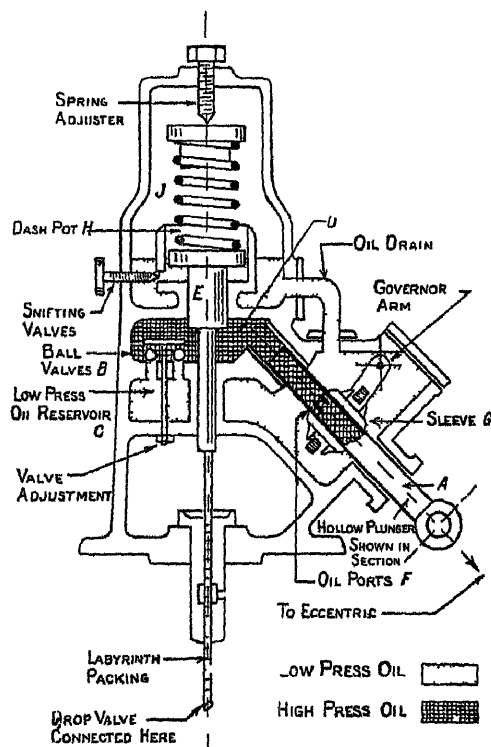 SPRING
ADJUSTER
J
DASH POT H
U
OIL DRAIN
GOVERNOR
ARM
E
SNIFTING
VALVES
BALL
VALVES B
LOW PRESS
OIL RESERVOIR
C
SLEEVE G
VALVE
ADJUSTMENT
A
HOLLOW PLUNGER
SHOWN IN
SECTION
OIL PORTS F
TO ECCENTRIC
LABYRINTH
PACKING
LOW PRESS OIL
HIGH PRESS OIL
DROP VALVE
CONNECTED HERE